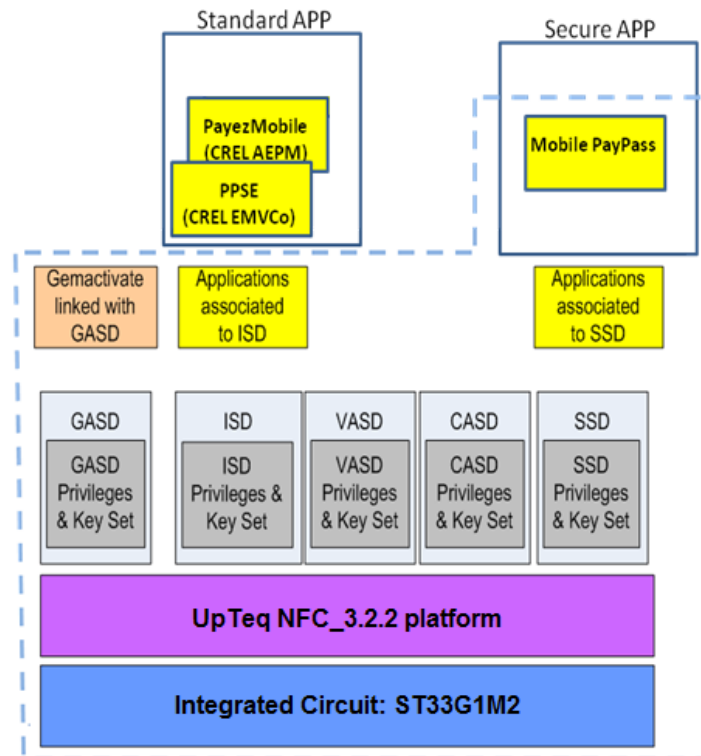 Standard APP
Secure APP
PayezMobile
(CREL AEPM)
PPSE
(CREL EMVCo)
Mobile PayPass
Gemactivate
linked with
GASD
Applications
associated
to ISD
Applications
associated
to SSD
GASD
GASD
Privileges
& Key Set
ISD
ISD
Privileges &
Key Set
VASD
VASD
Privileges
& Key Set
CASD
CASD
Privileges
& Key Set
SSD
SSD
Privileges
& Key Set
UpTeq NFC_3.2.2 platform
Integrated Circuit: ST33G1M2